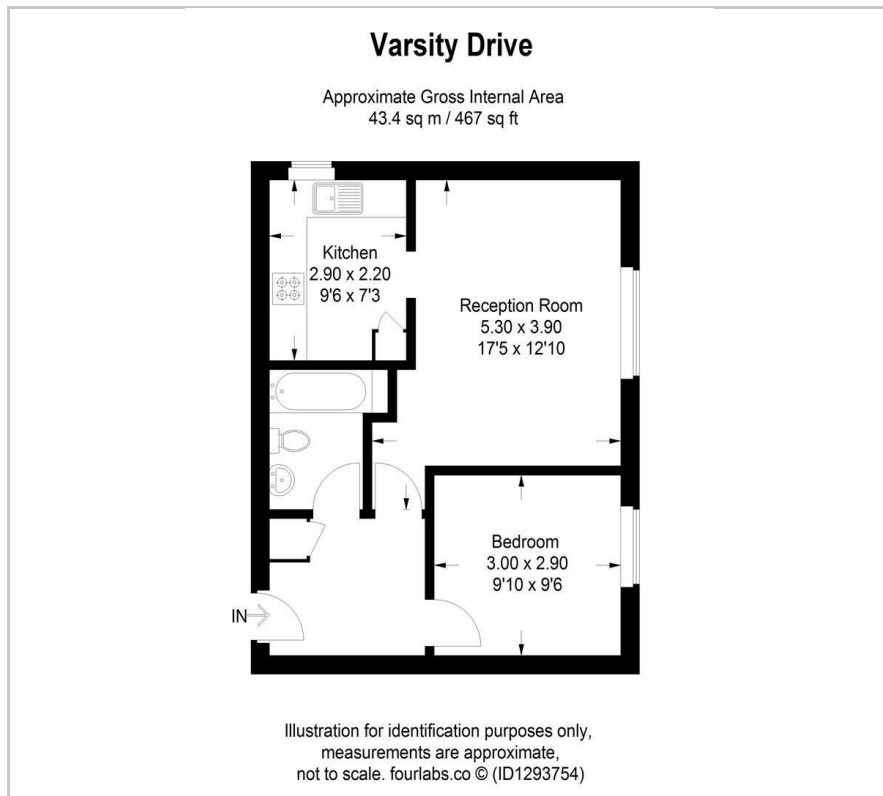 Varsity Drive
Approximate Gross Internal Area
43.4 sq m / 467 sq ft
Kitchen
2.90 x 2.20
9'6 x 7'3
Reception Room
5.30 x 3.90
17'5 x 12'10
Bedroom
3.00 x 2.90
9'10 x 9'6
IN
Illustration for identification purposes only,
measurements are approximate,
not to scale. fourlabs.co © (ID1293754)